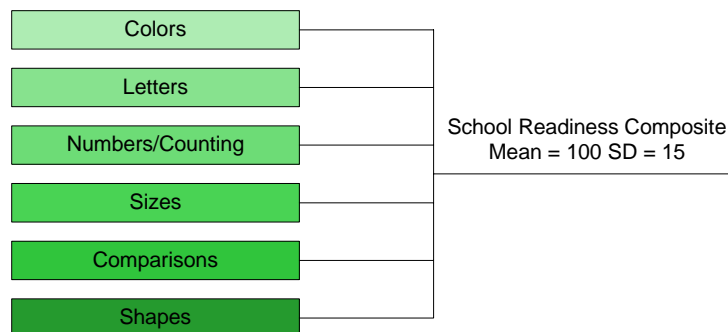 Colors
Letters
Numbers/Counting
Sizes
Comparisons
Shapes
School Readiness Composite
Mean = 100 SD = 15